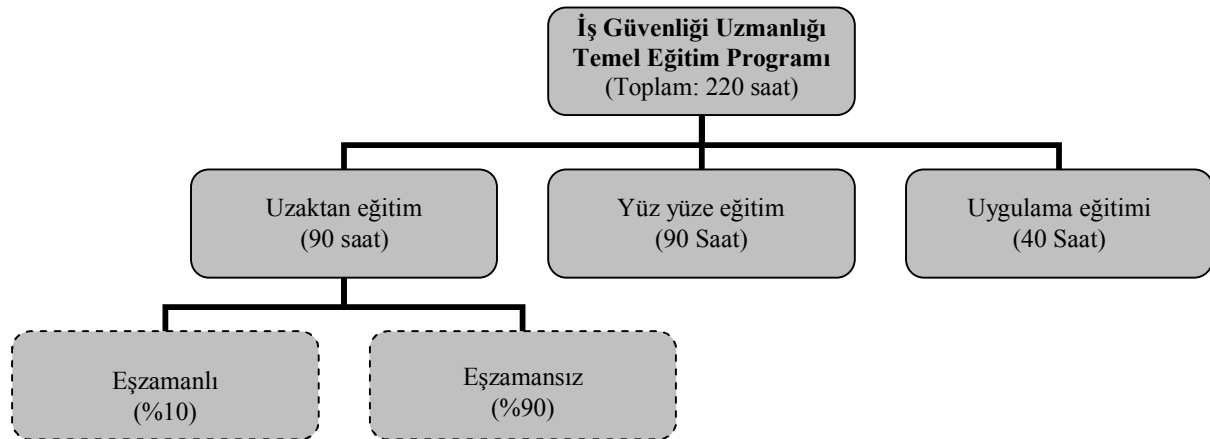 İş Güvenliği Uzmanlığı
Temel Eğitim Programı
(Toplam: 220 saat)
Uzaktan eğitim
(90 saat)
Yüz yüze eğitim
(90 Saat)
Uygulama eğitimi
(40 Saat)
Eşzamanlı
(%10)
Eşzamansız
(%90)